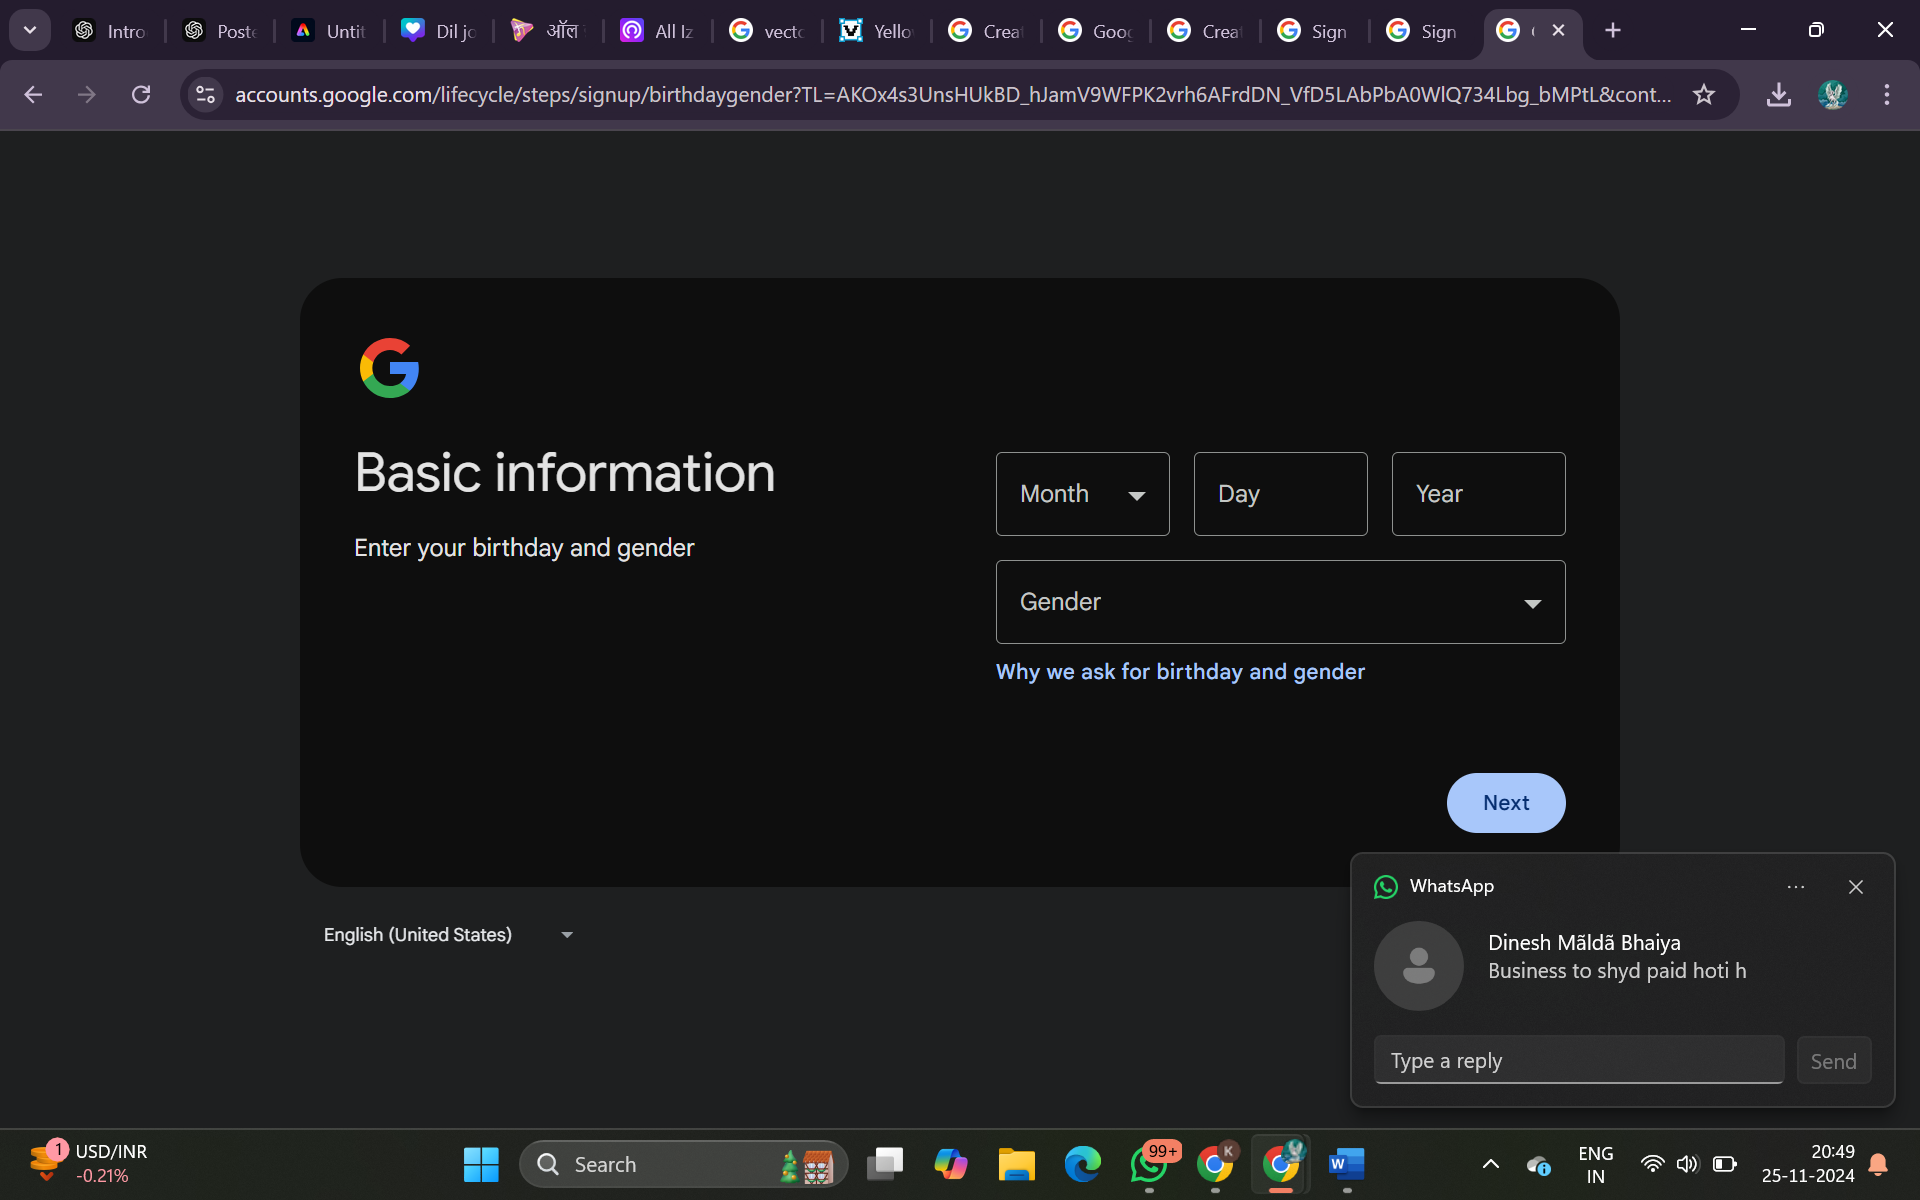 Intro
Poste
Untit
Dil jo
ऑल
All Iz
vecto
Yello
Creat
Goog
Creat
Sign
Sign
accounts.google.com/lifecycle/steps/signup/birthdaygender?TL=AKOx4s3UnsHUkBD_hJamV9WFPK2vrh6AFrdDN_VfD5LAbPbA0WlQ734Lbg_bMPtL&cont...
Basic information
Enter your birthday and gender
Month
Day
Year
Gender
Why we ask for birthday and gender
Next
English (United States)
WhatsApp
Dinesh Mãldã Bhaiya
Business to shyd paid hoti h
Type a reply
Send
1
USD/INR
-0.21%
Search
99+
K
W
ENG
IN
20:49
25-11-2024